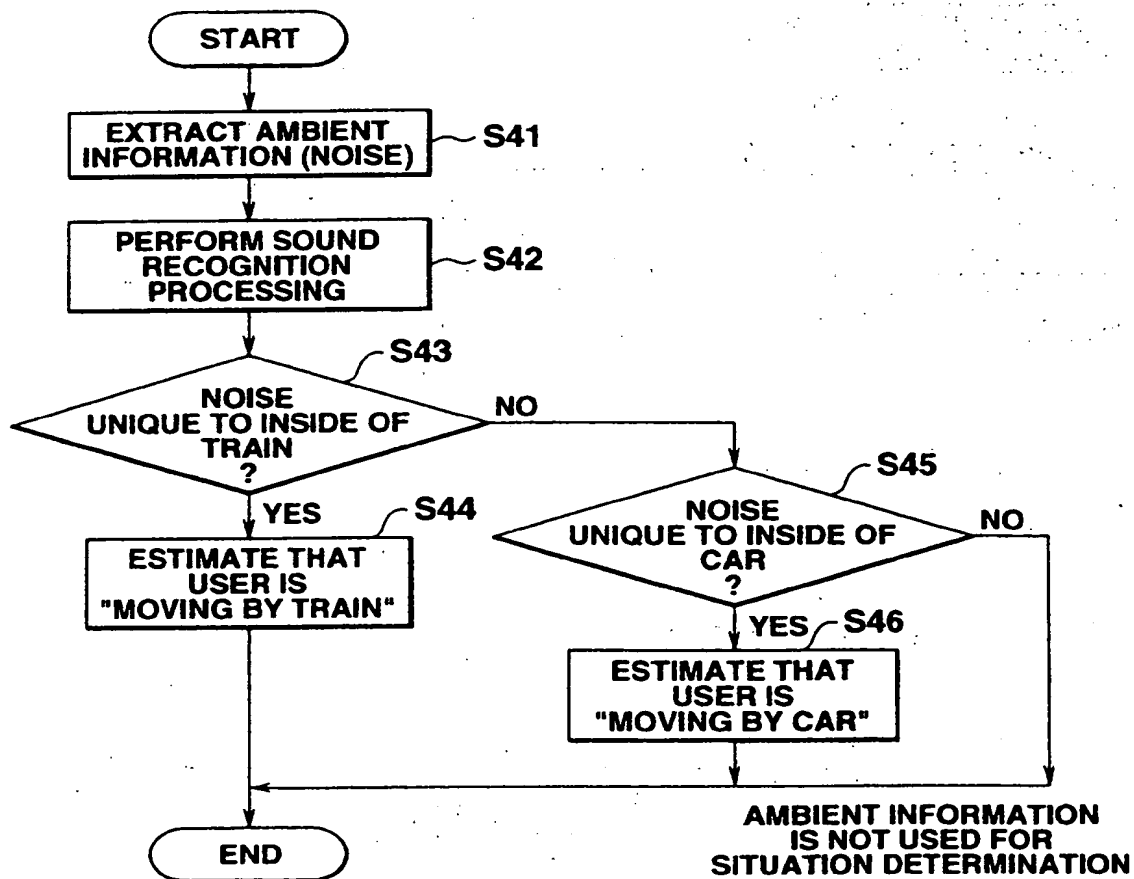 START
EXTRACT AMBIENT
INFORMATION (NOISE)
S41
PERFORM SOUND
RECOGNITION
PROCESSING
S42
S43
NOISE
UNIQUE TO INSIDE OF
TRAIN
?
NO
YES
S44
ESTIMATE THAT
USER IS
"MOVING BY TRAIN"
S45
NOISE
UNIQUE TO INSIDE OF
CAR
?
NO
YES
S46
ESTIMATE THAT
USER IS
"MOVING BY CAR"
AMBIENT INFORMATION
IS NOT USED FOR
SITUATION DETERMINATION
END